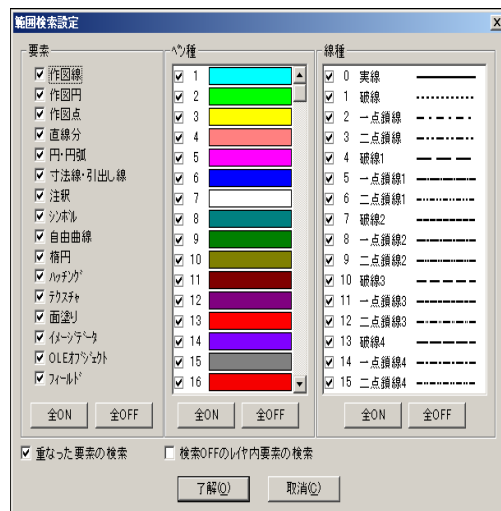 範囲検索設定
要素
作図線
作図円
作図点
直線分
円・円弧
寸法線・引出し線
注釈
ｼﾝﾎﾞﾙ
自由曲線
楕円
ﾊｯﾁﾝｸﾞ
ﾃｸｽﾁｬ
面塗り
ｲﾒｰｼﾞﾃﾞｰﾀ
OLEｵﾌﾞｼﾞｪｸﾄ
ﾌｨｰﾙﾄﾞ
全ON 全OFF
ﾍﾟﾝ種
1
2
3
4
5
6
7
8
9
10
11
12
13
14
15
16
全ON 全OFF
線種
0 実線
1 破線
2 一点鎖線
3 二点鎖線
4 破線1
5 一点鎖線1
6 二点鎖線1
7 破線2
8 一点鎖線2
9 二点鎖線2
10 破線3
11 一点鎖線3
12 二点鎖線3
13 破線4
14 一点鎖線4
15 二点鎖線4
全ON 全OFF
重なった要素の検索 検索OFFのﾚｲﾔ内要素の検索
了解(O) 取消(C)